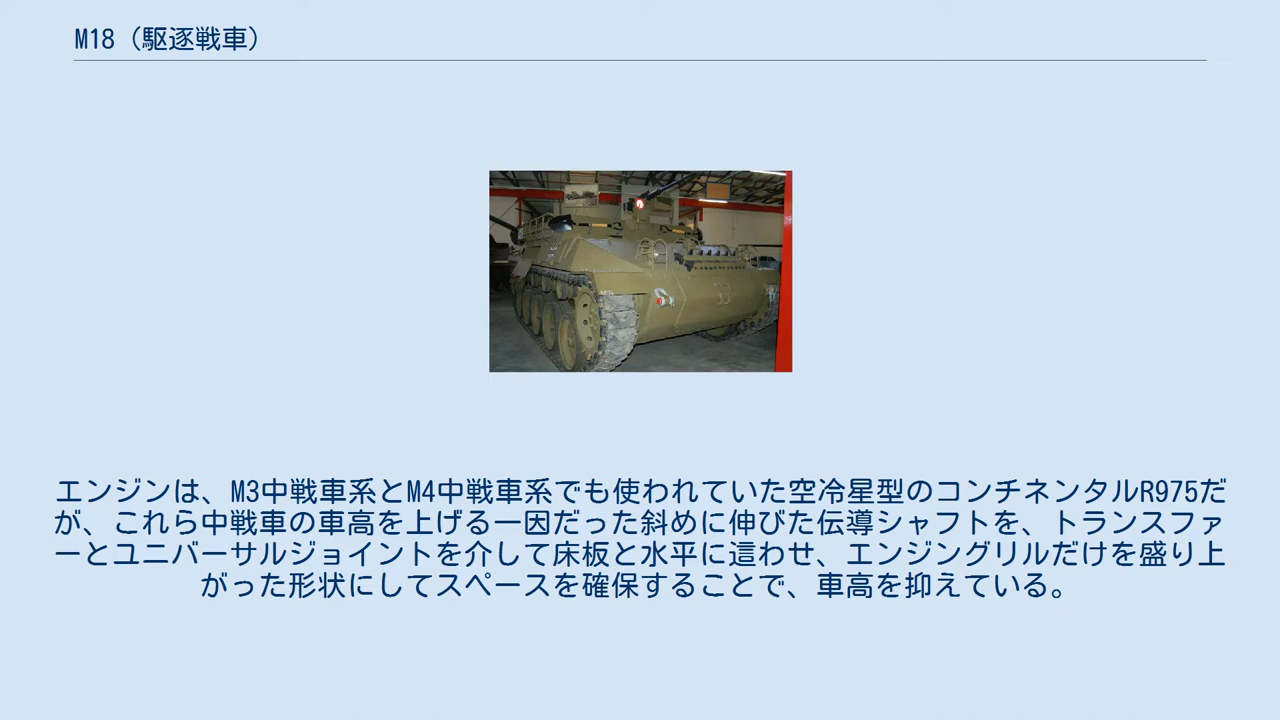 M18（駆逐戦車）
エンジンは、M3中戦車系とM4中戦車系でも使われていた空冷星型のコンチネンタルR975だ
が、これら中戦車の車高を上げる一因だった斜めに伸びた伝導シャフトを、トランスファ
ーとユニバーサルジョイントを介して床板と水平に這わせ、エンジングリルだけを盛り上
がった形状にしてスペースを確保することで、車高を抑えている。